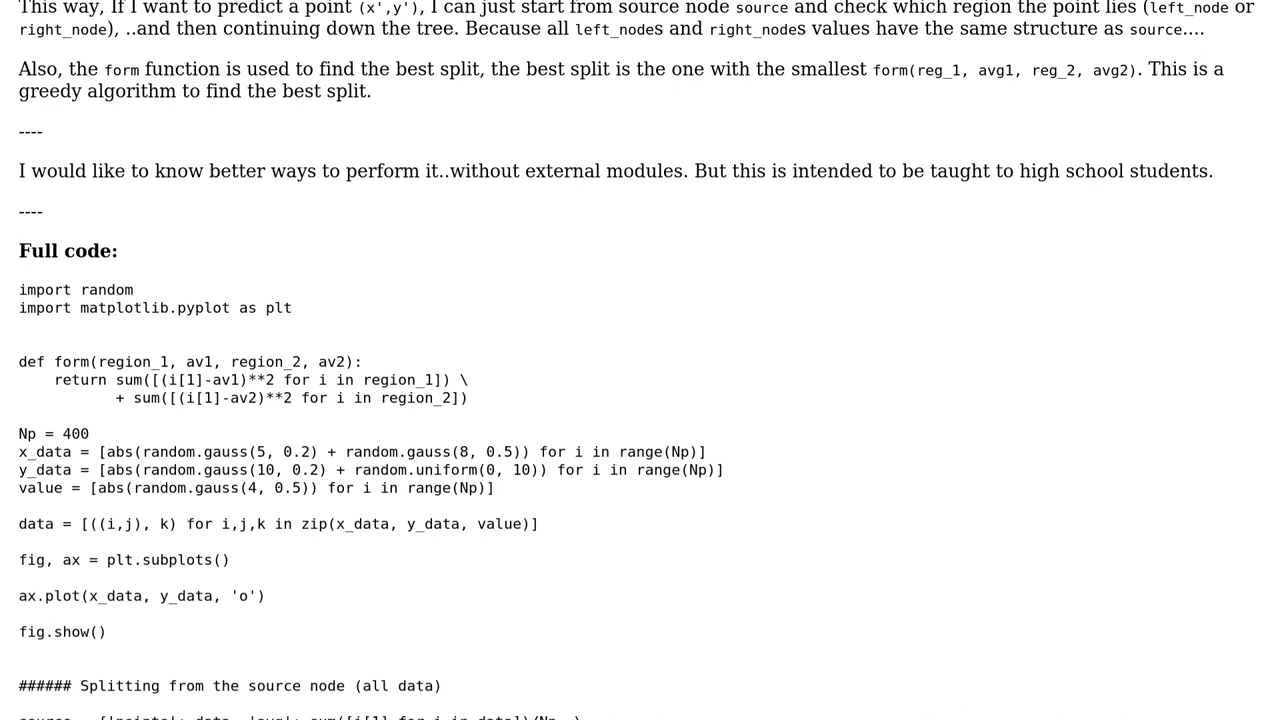 This way, If I want to predict a point (x',y'), I can just start from source node source and check which region the point lies (left_node or
right_node), ..and then continuing down the tree. Because all left_nodes and right_nodes values have the same structure as source....
Also, the form function is used to find the best split, the best split is the one with the smallest form(reg_1, avg1, reg_2, avg2). This is a
greedy algorithm to find the best split.
----
I would like to know better ways to perform it..without external modules. But this is intended to be taught to high school students.
----
Full code:
import random
import matplotlib.pyplot as plt
def form(region_1, av1, region_2, av2):
    return sum([(i[1]-av1)**2 for i in region_1]) \
           + sum([(i[1]-av2)**2 for i in region_2])
Np = 400
x_data = [abs(random.gauss(5, 0.2) + random.gauss(8, 0.5)) for i in range(Np)]
y_data = [abs(random.gauss(10, 0.2) + random.uniform(0, 10)) for i in range(Np)]
value = [abs(random.gauss(4, 0.5)) for i in range(Np)]
data = [((i,j), k) for i,j,k in zip(x_data, y_data, value)]
fig, ax = plt.subplots()
ax.plot(x_data, y_data, 'o')
fig.show()
###### Splitting from the source node (all data)
source = {'points': data, 'avg': sum([i[1] for i in data])/Np, \